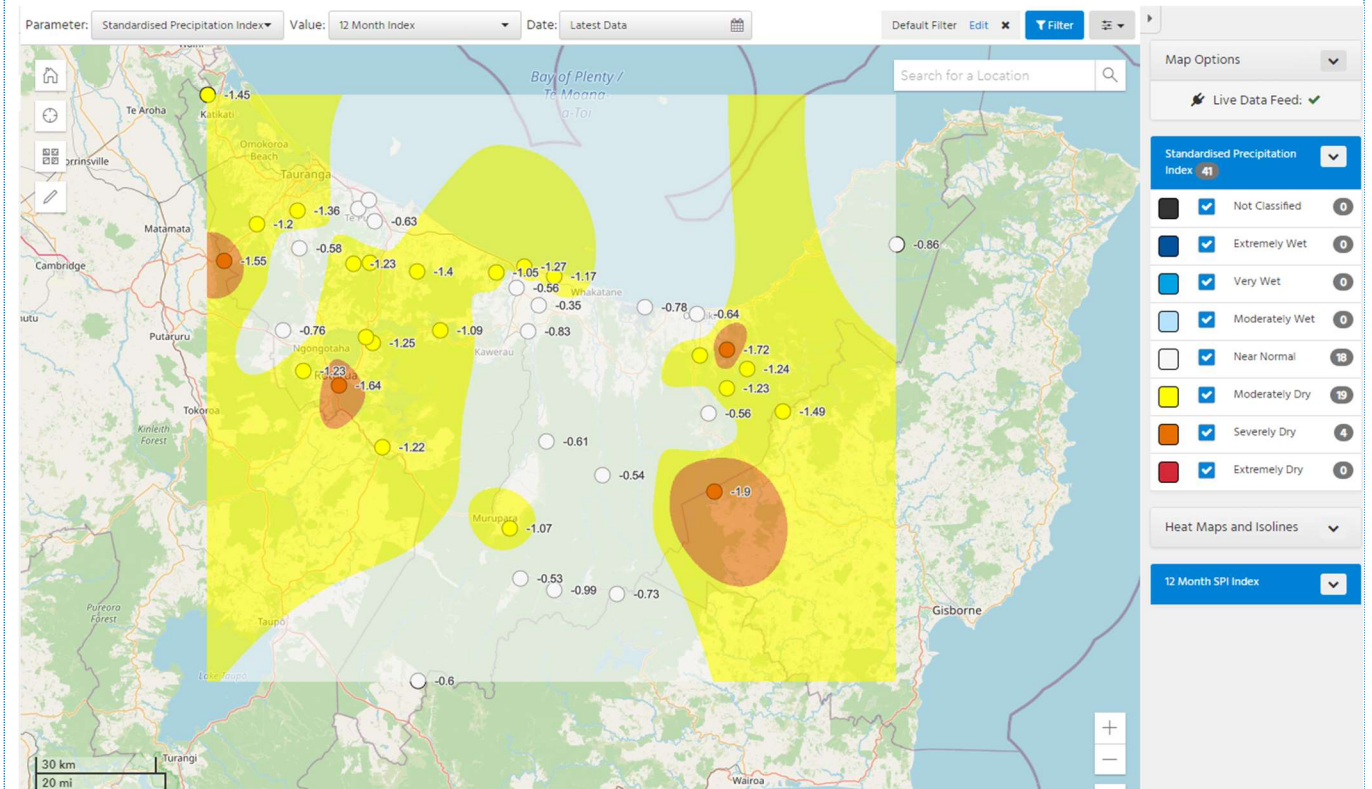 Parameter: Standardised Precipitation Index Value: 12 Month Index Date: Latest Data Default Filter Edit Filter
Map Options
Live Data Feed:
Standardised Precipitation
Index 41
Not Classified 0
Extremely Wet 0
Very Wet 0
Moderately Wet 0
Near Normal 18
Moderately Dry 19
Severely Dry 4
Extremely Dry 0
Heat Maps and Isolines
12 Month SPI Index
Bay of Plenty /
Te Moana
a-Toi
Search for a Location
-1.45
Te Aroha
Katikati
Omokoroa
Beach
Tauranga
-1.36
-0.63
-1.2
Matamata
-0.58
-0.86
Cambridge
-1.55
-1.23
-1.4
-1.05
-1.27
-1.17
-0.56
Whakatane
-0.35
-0.78
-0.64
Putaruru
-0.76
-1.09
-0.83
Ngongotaha
-1.25
Kawerau
-1.72
-1.23
-1.64
-1.24
-1.23
Tokoroa
-0.56
-1.49
Kinleith
Forest
-1.22
-0.61
-0.54
-1.9
Murupara
-1.07
-0.53
-0.99
-0.73
Pureora
Forest
Taupō
Gisborne
Lake Taupō
-0.6
Turangi
Wairoa
30 km
20 mi
+
−